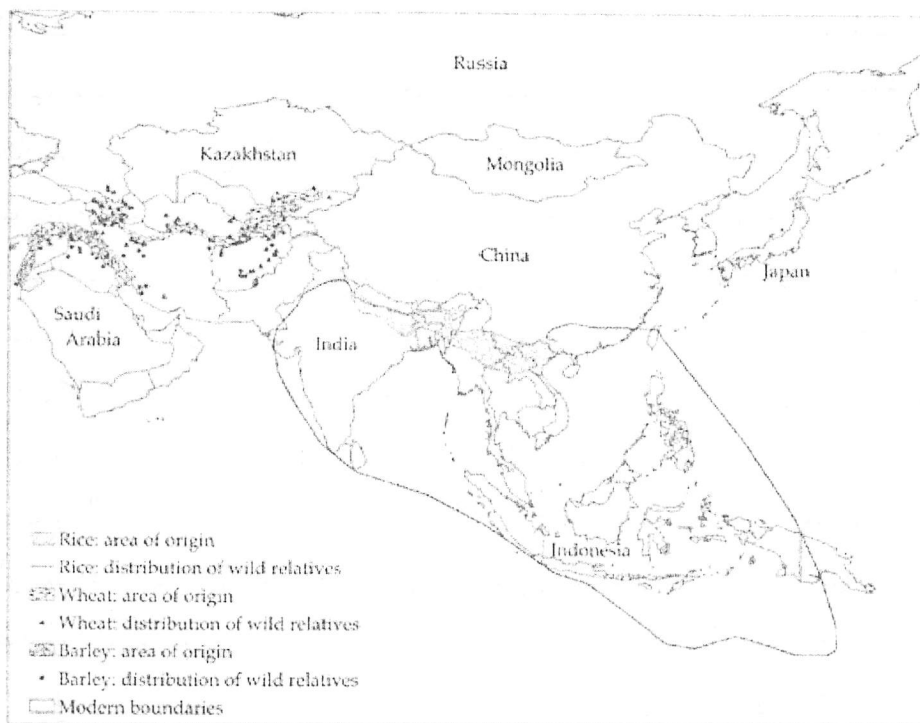 Russia
Kazakhstan
Mongolia
China
Japan
Saudi
Arabia
India
Indonesia
Rice: area of origin
Rice: distribution of wild relatives
Wheat: area of origin
Wheat: distribution of wild relatives
Barley: area of origin
Barley: distribution of wild relatives
Modern boundaries